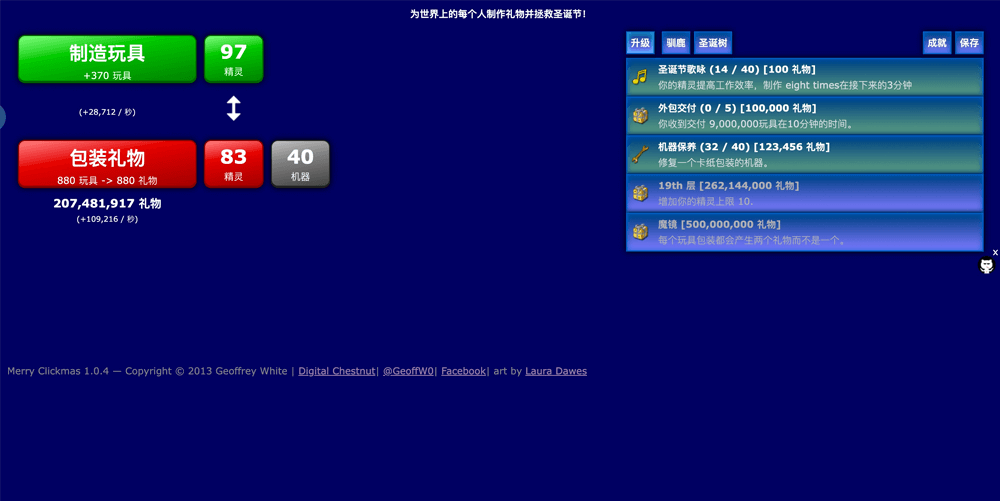 为世界上的每个人制作礼物并拯救圣诞节!
制造玩具
+370 玩具
97
精灵
(+28,712 / 秒)
包装礼物
880 玩具 -> 880 礼物
83
精灵
40
机器
207,481,917 礼物
(+109,216 / 秒)
升级
驯鹿
圣诞树
成就
保存
圣诞节歌咏 (14 / 40) [100 礼物]
你的精灵提高工作效率，制作 eight times在接下来的3分钟
外包交付 (0 / 5) [100,000 礼物]
你收到交付 9,000,000玩具在10分钟的时间。
机器保养 (32 / 40) [123,456 礼物]
修复一个卡纸包装的机器。
19th 层 [262,144,000 礼物]
增加你的精灵上限 10.
魔镜 [500,000,000 礼物]
每个玩具包装都会产生两个礼物而不是一个。
x
Merry Clickmas 1.0.4 — Copyright © 2013 Geoffrey White | Digital Chestnut| @GeoffW0| Facebook| art by Laura Dawes